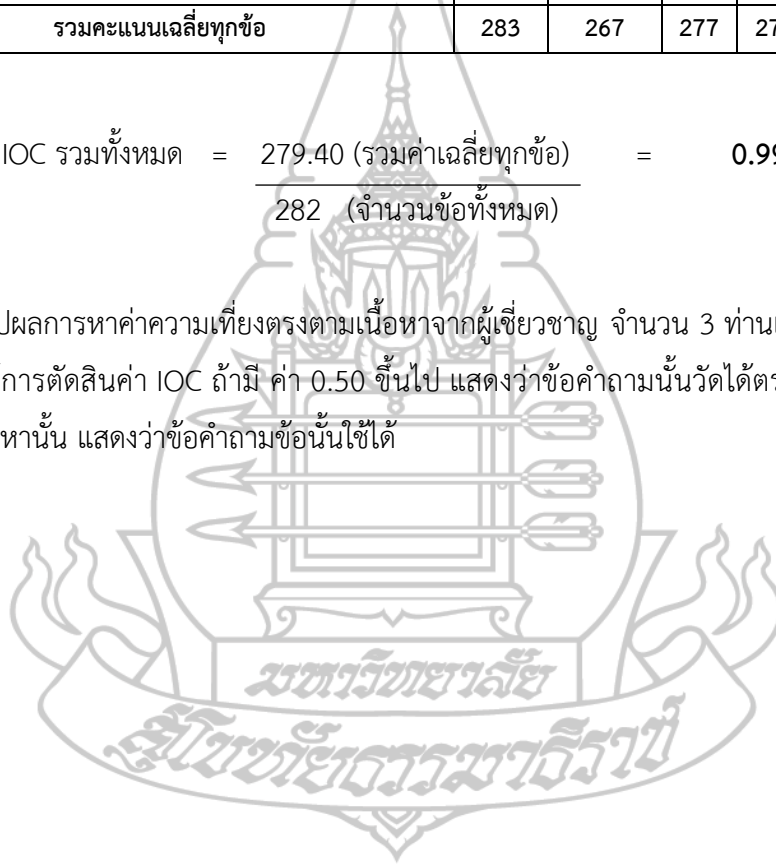 รวมคะแนนเฉลี่ยทุกข้อ 283 267 277
IOC รวมทั้งหมด = 279.40 (รวมค่าเฉลี่ยทุกข้อ) = 0.99
282 (จำนวนข้อทั้งหมด)
ปผลการหาค่าความเที่ยงตรงตามเนื้อหาจากผู้เชี่ยวชาญ จำนวน 3 ท่าน
การตัดสินค่า IOC ถ้ามี ค่า 0.50 ขึ้นไป แสดงว่าข้อคำถามนั้นวัดได้ตร
หานั้น แสดงว่าข้อคำถามข้อนั้นใช้ได้
มหาวิทยาลัย
สุโขทัยธรรมาธิราช